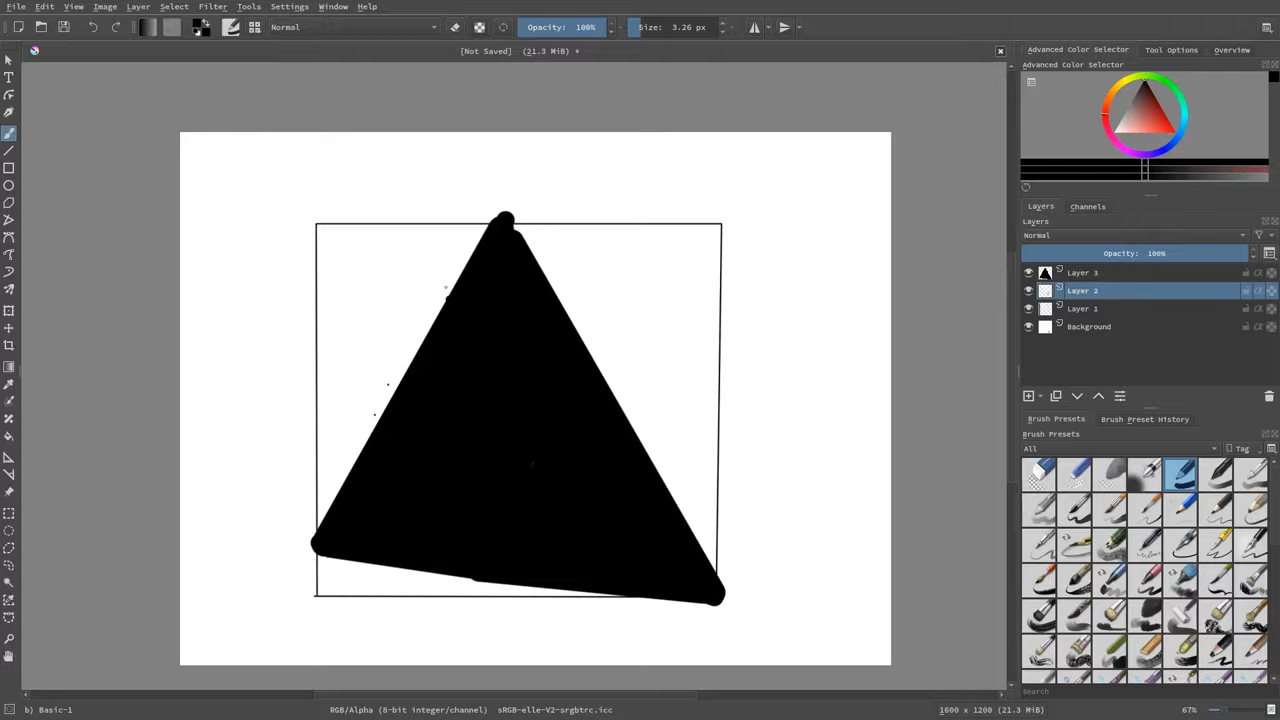 File Edit View Image Layer Select Filter Tools Settings Window Help
Normal Opacity: 100% Size: 3.26 px
[Not Saved] (21.3 MiB) *
Advanced Color Selector Tool Options Overview
Advanced Color Selector
Layers Channels
Layers
Normal
Opacity: 100%
Layer 3
Layer 2
Layer 1
Background
Brush Presets Brush Preset History
Brush Presets
All Tag
Search
b) Basic-1 RGB/Alpha (8-bit integer/channel) sRGB-elle-V2-srgbtrc.icc 1600 x 1200 (21.3 MiB) 67%